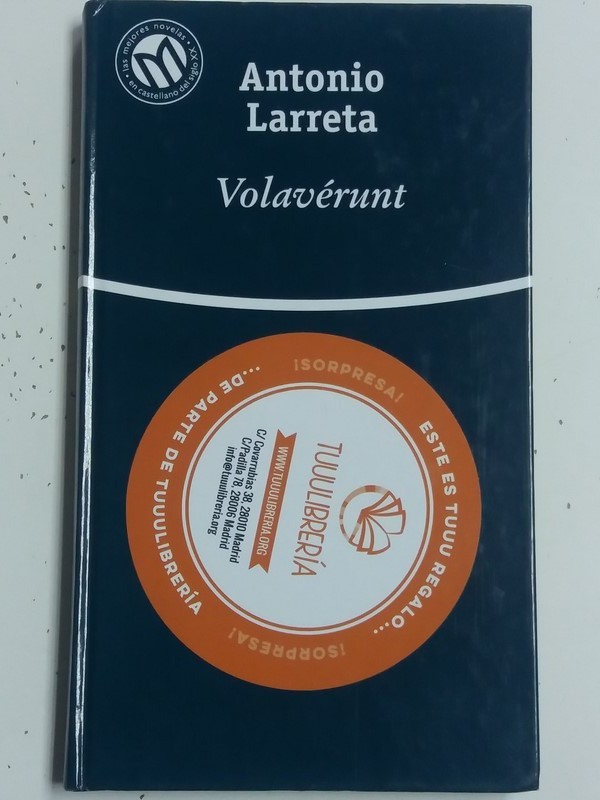 las mejores novelas
en castellano del siglo XX
Antonio
Larreta
Volavérunt
¡SORPRESA!
ESTE ES TUUU REGALO...
...DE PARTE DE TUUULIBRERÍA
¡SORPRESA!
TUUULIBRERÍA
WWW.TUUULIBRERIA.ORG
C/ Covarrubias 38, 28010 Madrid
C/Padilla 78, 28006 Madrid
info@tuuulibreria.org